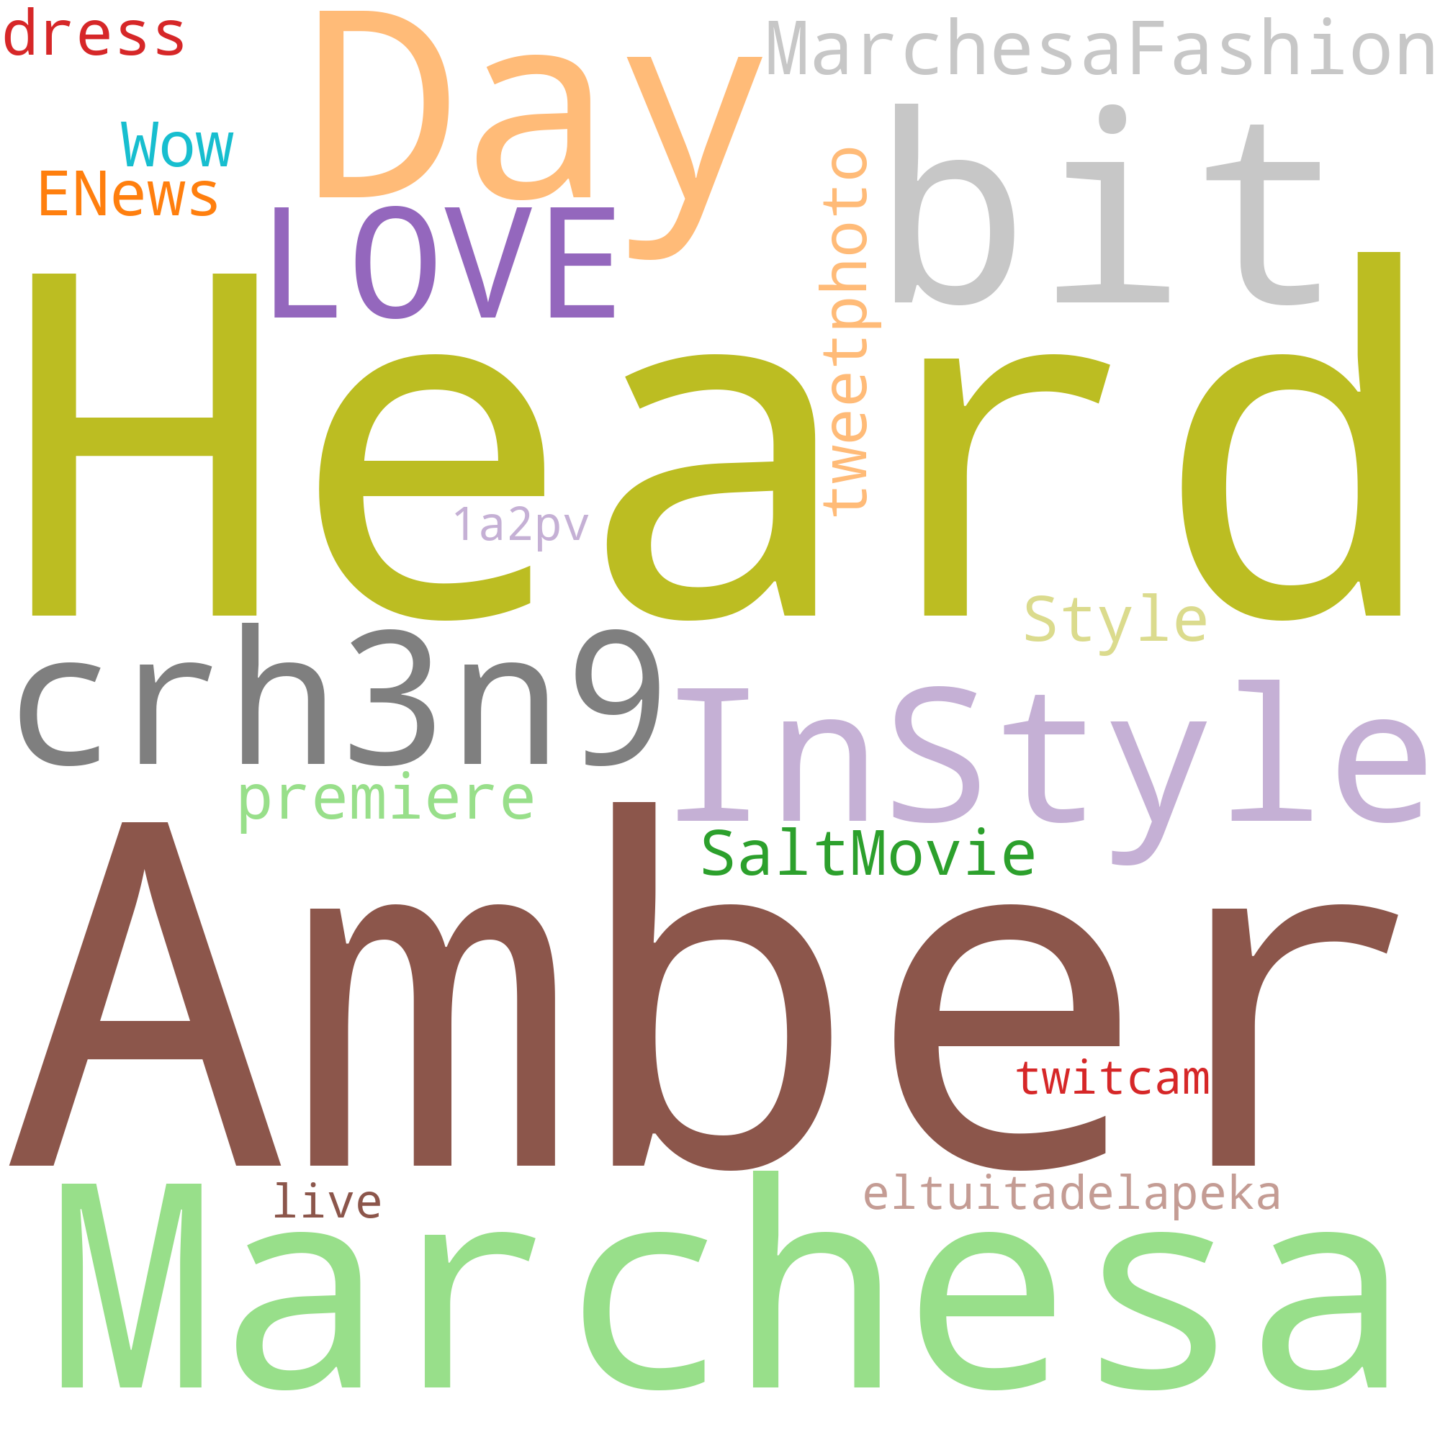 dress
Day
MarchesaFashion
Wow
ENews
bit
LOVE
tweetphoto
Heard
1a2pv
Style
crh3n9
InStyle
premiere
SaltMovie
Amber
twitcam
live
eltuitadelapeka
Marchesa